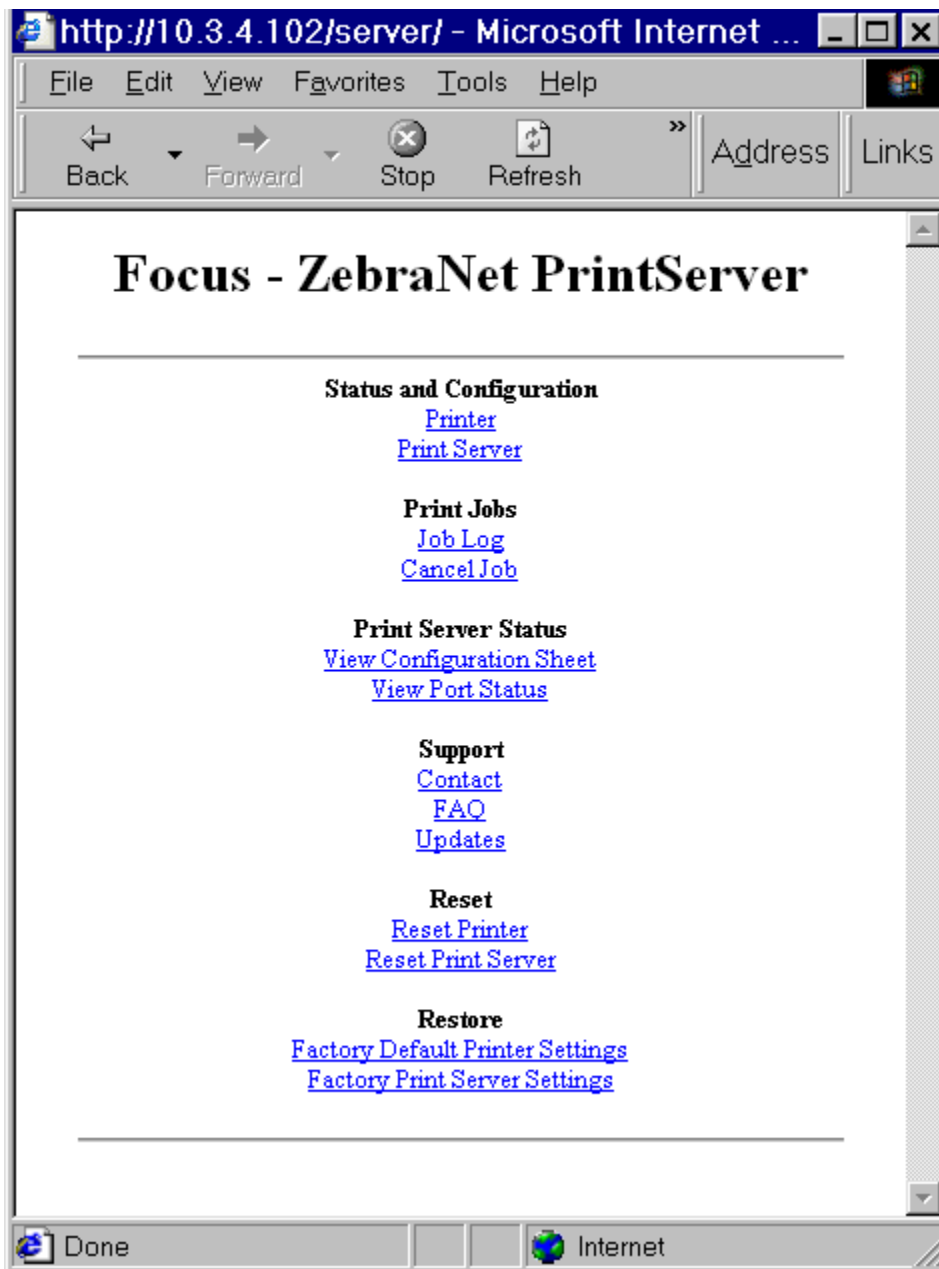 http://10.3.4.102/server/ - Microsoft Internet ...
File Edit View Favorites Tools Help
Back Forward Stop Refresh » Address Links
Focus - ZebraNet PrintServer
Status and Configuration
Printer
Print Server
Print Jobs
Job Log
Cancel Job
Print Server Status
View Configuration Sheet
View Port Status
Support
Contact
FAQ
Updates
Reset
Reset Printer
Reset Print Server
Restore
Factory Default Printer Settings
Factory Print Server Settings
Done Internet